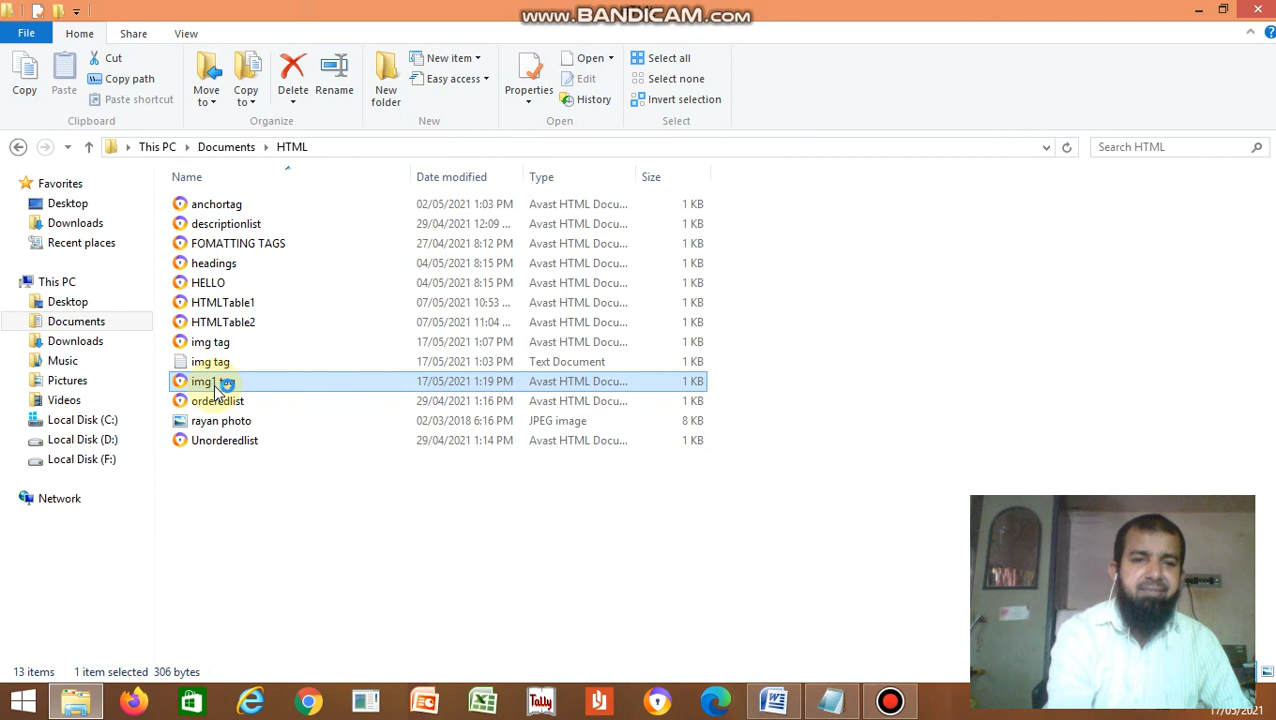 www.BANDICAM.com
File Home Share View
Copy
Paste
Cut
Copy path
Paste shortcut
Move to
Copy to
Delete
Rename
New folder
New item
Easy access
Properties
Open
Edit
History
Select all
Select none
Invert selection
Clipboard Organize New Open Select
This PC Documents HTML
Search HTML
Name Date modified Type Size
Favorites
Desktop
Downloads
Recent places
This PC
Desktop
Documents
Downloads
Music
Pictures
Videos
Local Disk (C:)
Local Disk (D:)
Local Disk (F:)
Network
anchortag 02/05/2021 1:03 PM Avast HTML Docu... 1 KB
descriptionlist 29/04/2021 12:09 ... Avast HTML Docu... 1 KB
FOMATTING TAGS 27/04/2021 8:12 PM Avast HTML Docu... 1 KB
headings 04/05/2021 8:15 PM Avast HTML Docu... 1 KB
HELLO 04/05/2021 8:15 PM Avast HTML Docu... 1 KB
HTMLTable1 07/05/2021 10:53 ... Avast HTML Docu... 1 KB
HTMLTable2 07/05/2021 11:04 ... Avast HTML Docu... 1 KB
img tag 17/05/2021 1:07 PM Avast HTML Docu... 1 KB
img tag 17/05/2021 1:03 PM Text Document 1 KB
img1 17/05/2021 1:19 PM Avast HTML Docu... 1 KB
orderedlist 29/04/2021 1:16 PM Avast HTML Docu... 1 KB
rayan photo 02/03/2018 6:16 PM JPEG image 8 KB
Unorderedlist 29/04/2021 1:14 PM Avast HTML Docu... 1 KB
13 items 1 item selected 306 bytes
Tally
17/05/2021